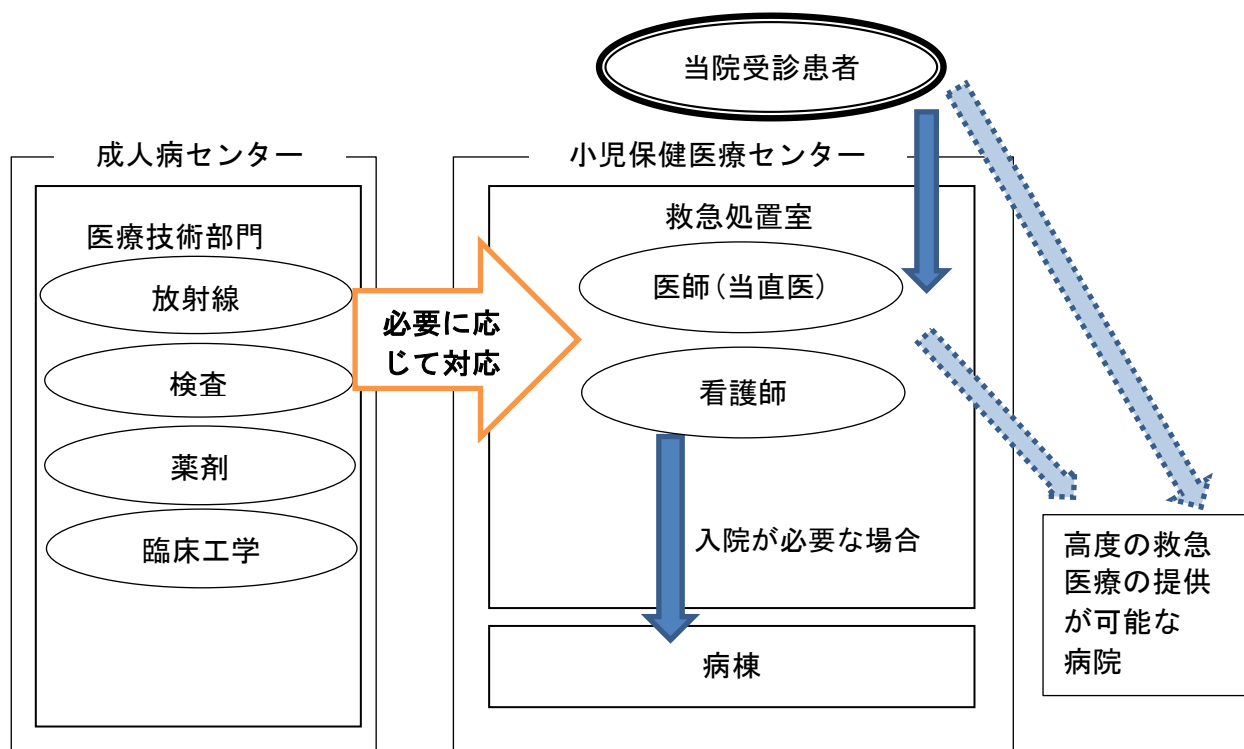 当院受診患者
成人病センター
小児保健医療センター
医療技術部門
放射線
検査
薬剤
臨床工学
必要に応
じて対応
救急処置室
医師(当直医)
看護師
入院が必要な場合
病棟
高度の救急
医療の提供
が可能な
病院